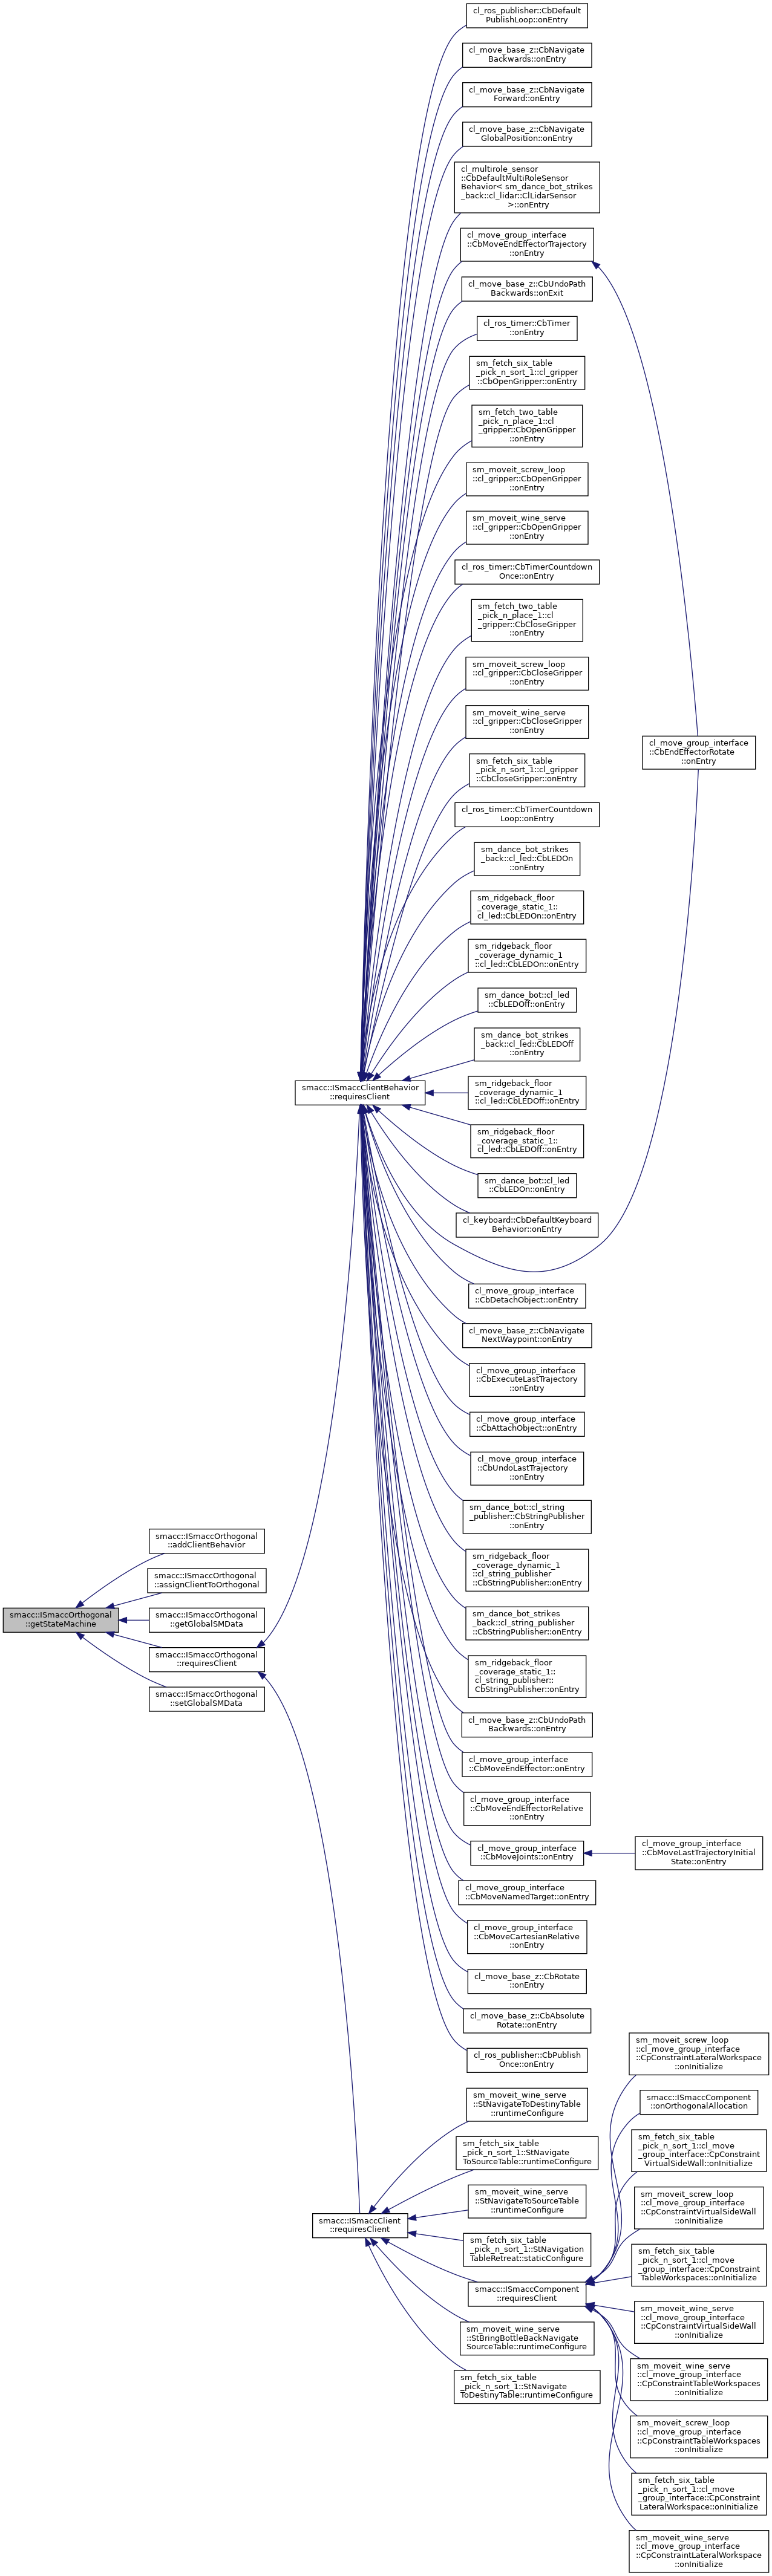 smacc::ISmaccOrthogonal
::getStateMachine
smacc::ISmaccOrthogonal
::addClientBehavior
smacc::ISmaccOrthogonal
::assignClientToOrthogonal
smacc::ISmaccOrthogonal
::getGlobalSMData
smacc::ISmaccOrthogonal
::requiresClient
smacc::ISmaccOrthogonal
::setGlobalSMData
smacc::ISmaccClientBehavior
::requiresClient
smacc::ISmaccClient
::requiresClient
cl_ros_publisher::CbDefault
PublishLoop::onEntry
cl_move_base_z::CbNavigate
Backwards::onEntry
cl_move_base_z::CbNavigate
Forward::onEntry
cl_move_base_z::CbNavigate
GlobalPosition::onEntry
cl_multirole_sensor
::CbDefaultMultiRoleSensor
Behavior< sm_dance_bot_strikes
_back::cl_lidar::ClLidarSensor
>::onEntry
cl_move_group_interface
::CbMoveEndEffectorTrajectory
::onEntry
cl_move_base_z::CbUndoPath
Backwards::onExit
cl_ros_timer::CbTimer
::onEntry
sm_fetch_six_table
_pick_n_sort_1::cl_gripper
::CbOpenGripper::onEntry
sm_fetch_two_table
_pick_n_place_1::cl
_gripper::CbOpenGripper
::onEntry
sm_moveit_screw_loop
::cl_gripper::CbOpenGripper
::onEntry
sm_moveit_wine_serve
::cl_gripper::CbOpenGripper
::onEntry
cl_ros_timer::CbTimerCountdown
Once::onEntry
sm_fetch_two_table
_pick_n_place_1::cl
_gripper::CbCloseGripper
::onEntry
sm_moveit_screw_loop
::cl_gripper::CbCloseGripper
::onEntry
sm_moveit_wine_serve
::cl_gripper::CbCloseGripper
::onEntry
sm_fetch_six_table
_pick_n_sort_1::cl_gripper
::CbCloseGripper::onEntry
cl_ros_timer::CbTimerCountdown
Loop::onEntry
sm_dance_bot_strikes
_back::cl_led::CbLEDOn
::onEntry
sm_ridgeback_floor
_coverage_static_1::
cl_led::CbLEDOn::onEntry
sm_ridgeback_floor
_coverage_dynamic_1
::cl_led::CbLEDOn::onEntry
sm_dance_bot::cl_led
::CbLEDOff::onEntry
sm_dance_bot_strikes
_back::cl_led::CbLEDOff
::onEntry
sm_ridgeback_floor
_coverage_dynamic_1
::cl_led::CbLEDOff::onEntry
sm_ridgeback_floor
_coverage_static_1::
cl_led::CbLEDOff::onEntry
sm_dance_bot::cl_led
::CbLEDOn::onEntry
cl_keyboard::CbDefaultKeyboard
Behavior::onEntry
cl_move_group_interface
::CbDetachObject::onEntry
cl_move_base_z::CbNavigate
NextWaypoint::onEntry
cl_move_group_interface
::CbExecuteLastTrajectory
::onEntry
cl_move_group_interface
::CbAttachObject::onEntry
cl_move_group_interface
::CbUndoLastTrajectory
::onEntry
sm_dance_bot::cl_string
_publisher::CbStringPublisher
::onEntry
sm_ridgeback_floor
_coverage_dynamic_1
::cl_string_publisher
::CbStringPublisher::onEntry
sm_dance_bot_strikes
_back::cl_string_publisher
::CbStringPublisher::onEntry
sm_ridgeback_floor
_coverage_static_1::
cl_string_publisher::
CbStringPublisher::onEntry
cl_move_base_z::CbUndoPath
Backwards::onEntry
cl_move_group_interface
::CbMoveEndEffector::onEntry
cl_move_group_interface
::CbMoveEndEffectorRelative
::onEntry
cl_move_group_interface
::CbMoveJoints::onEntry
cl_move_group_interface
::CbMoveNamedTarget::onEntry
cl_move_group_interface
::CbMoveCartesianRelative
::onEntry
cl_move_base_z::CbRotate
::onEntry
cl_move_base_z::CbAbsolute
Rotate::onEntry
cl_ros_publisher::CbPublish
Once::onEntry
sm_moveit_wine_serve
::StNavigateToDestinyTable
::runtimeConfigure
sm_fetch_six_table
_pick_n_sort_1::StNavigate
ToSourceTable::runtimeConfigure
sm_moveit_wine_serve
::StNavigateToSourceTable
::runtimeConfigure
sm_fetch_six_table
_pick_n_sort_1::StNavigation
TableRetreat::staticConfigure
smacc::ISmaccComponent
::requiresClient
sm_moveit_wine_serve
::StBringBottleBackNavigate
SourceTable::runtimeConfigure
sm_fetch_six_table
_pick_n_sort_1::StNavigate
ToDestinyTable::runtimeConfigure
cl_move_group_interface
::CbEndEffectorRotate
::onEntry
cl_move_group_interface
::CbMoveLastTrajectoryInitial
State::onEntry
sm_moveit_screw_loop
::cl_move_group_interface
::CpConstraintLateralWorkspace
::onInitialize
smacc::ISmaccComponent
::onOrthogonalAllocation
sm_fetch_six_table
_pick_n_sort_1::cl_move
_group_interface::CpConstraint
VirtualSideWall::onInitialize
sm_moveit_screw_loop
::cl_move_group_interface
::CpConstraintVirtualSideWall
::onInitialize
sm_fetch_six_table
_pick_n_sort_1::cl_move
_group_interface::CpConstraint
TableWorkspaces::onInitialize
sm_moveit_wine_serve
::cl_move_group_interface
::CpConstraintVirtualSideWall
::onInitialize
sm_moveit_wine_serve
::cl_move_group_interface
::CpConstraintTableWorkspaces
::onInitialize
sm_moveit_screw_loop
::cl_move_group_interface
::CpConstraintTableWorkspaces
::onInitialize
sm_fetch_six_table
_pick_n_sort_1::cl_move
_group_interface::CpConstraint
LateralWorkspace::onInitialize
sm_moveit_wine_serve
::cl_move_group_interface
::CpConstraintLateralWorkspace
::onInitialize